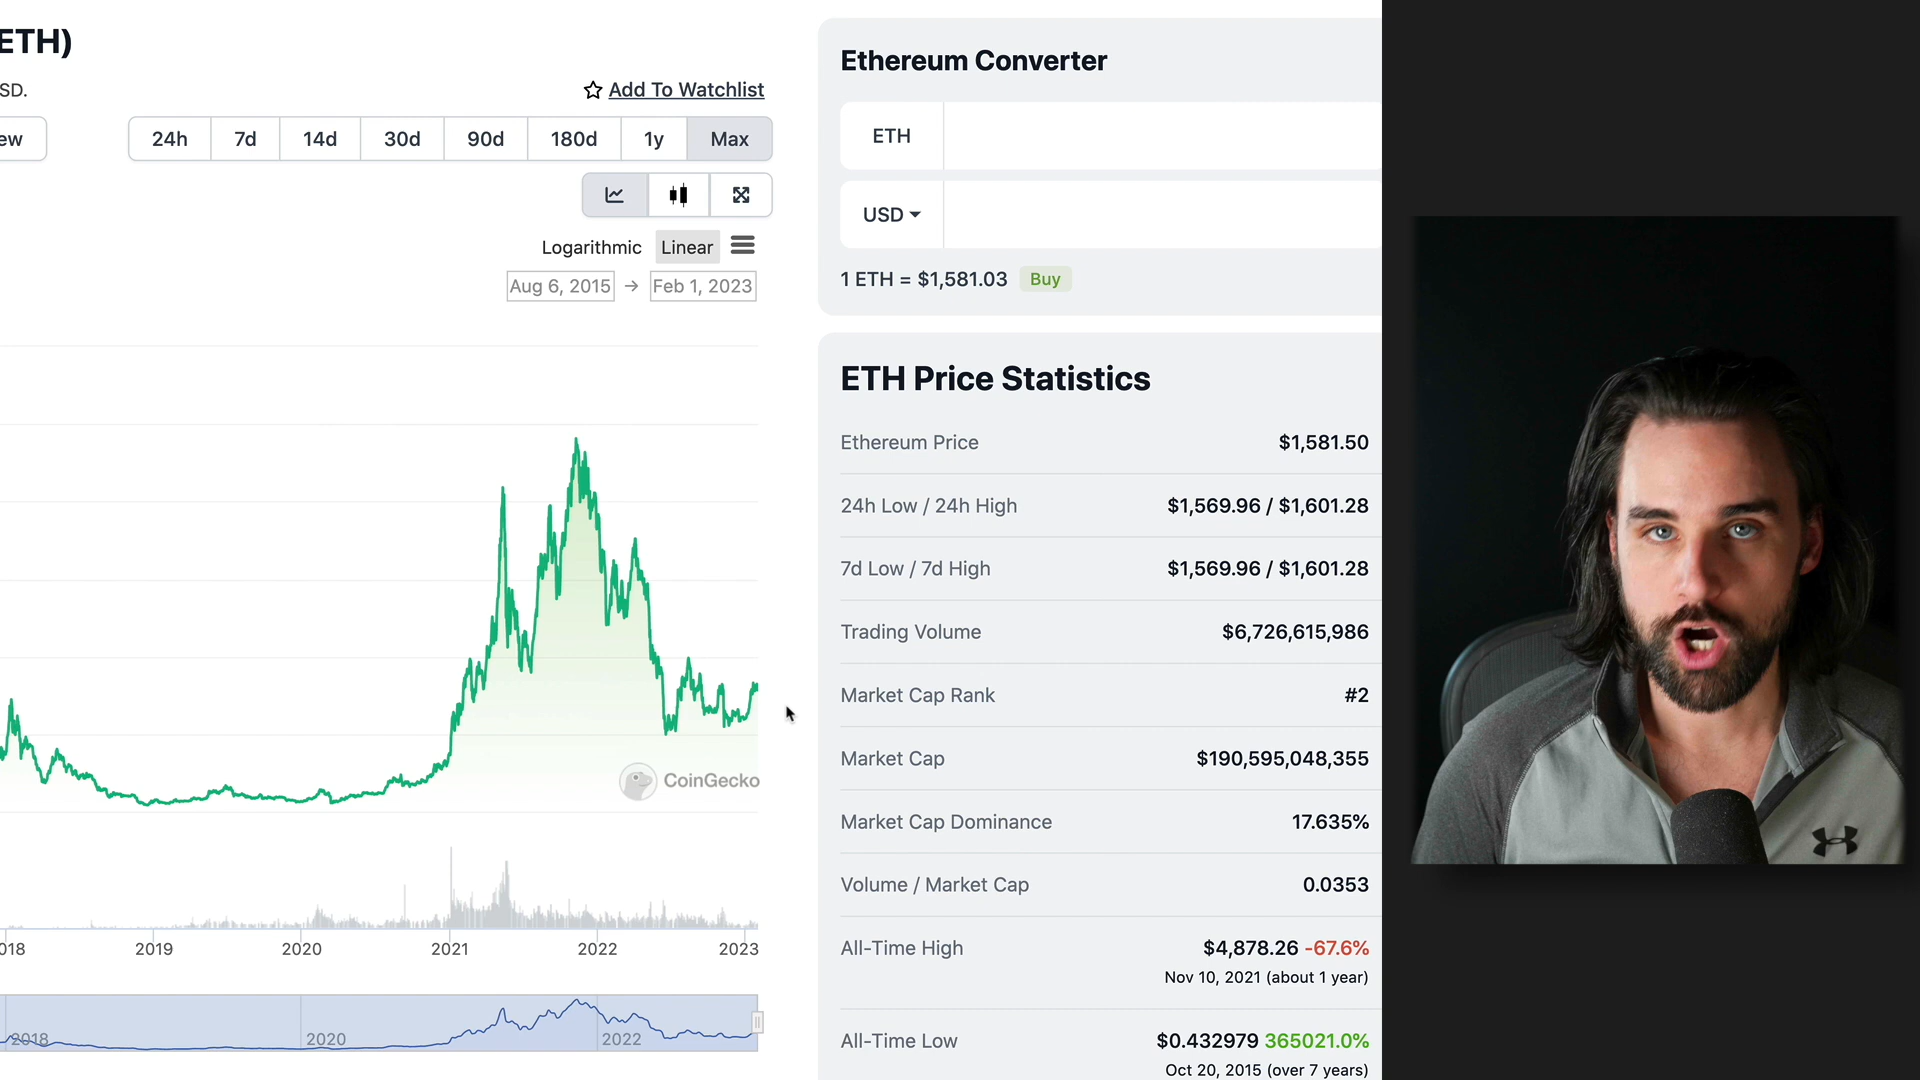 ETH)
SD.
Add To Watchlist
ew
24h 7d 14d 30d 90d 180d 1y Max
Logarithmic Linear
Aug 6, 2015 → Feb 1, 2023
CoinGecko
018 2019 2020 2021 2022 2023
2018 2020 2022
Ethereum Converter
ETH
USD
1 ETH = $1,581.03 Buy
ETH Price Statistics
Ethereum Price $1,581.50
24h Low / 24h High $1,569.96 / $1,601.28
7d Low / 7d High $1,569.96 / $1,601.28
Trading Volume $6,726,615,986
Market Cap Rank #2
Market Cap $190,595,048,355
Market Cap Dominance 17.635%
Volume / Market Cap 0.0353
All-Time High $4,878.26 -67.6%
Nov 10, 2021 (about 1 year)
All-Time Low $0.432979 365021.0%
Oct 20, 2015 (over 7 years)